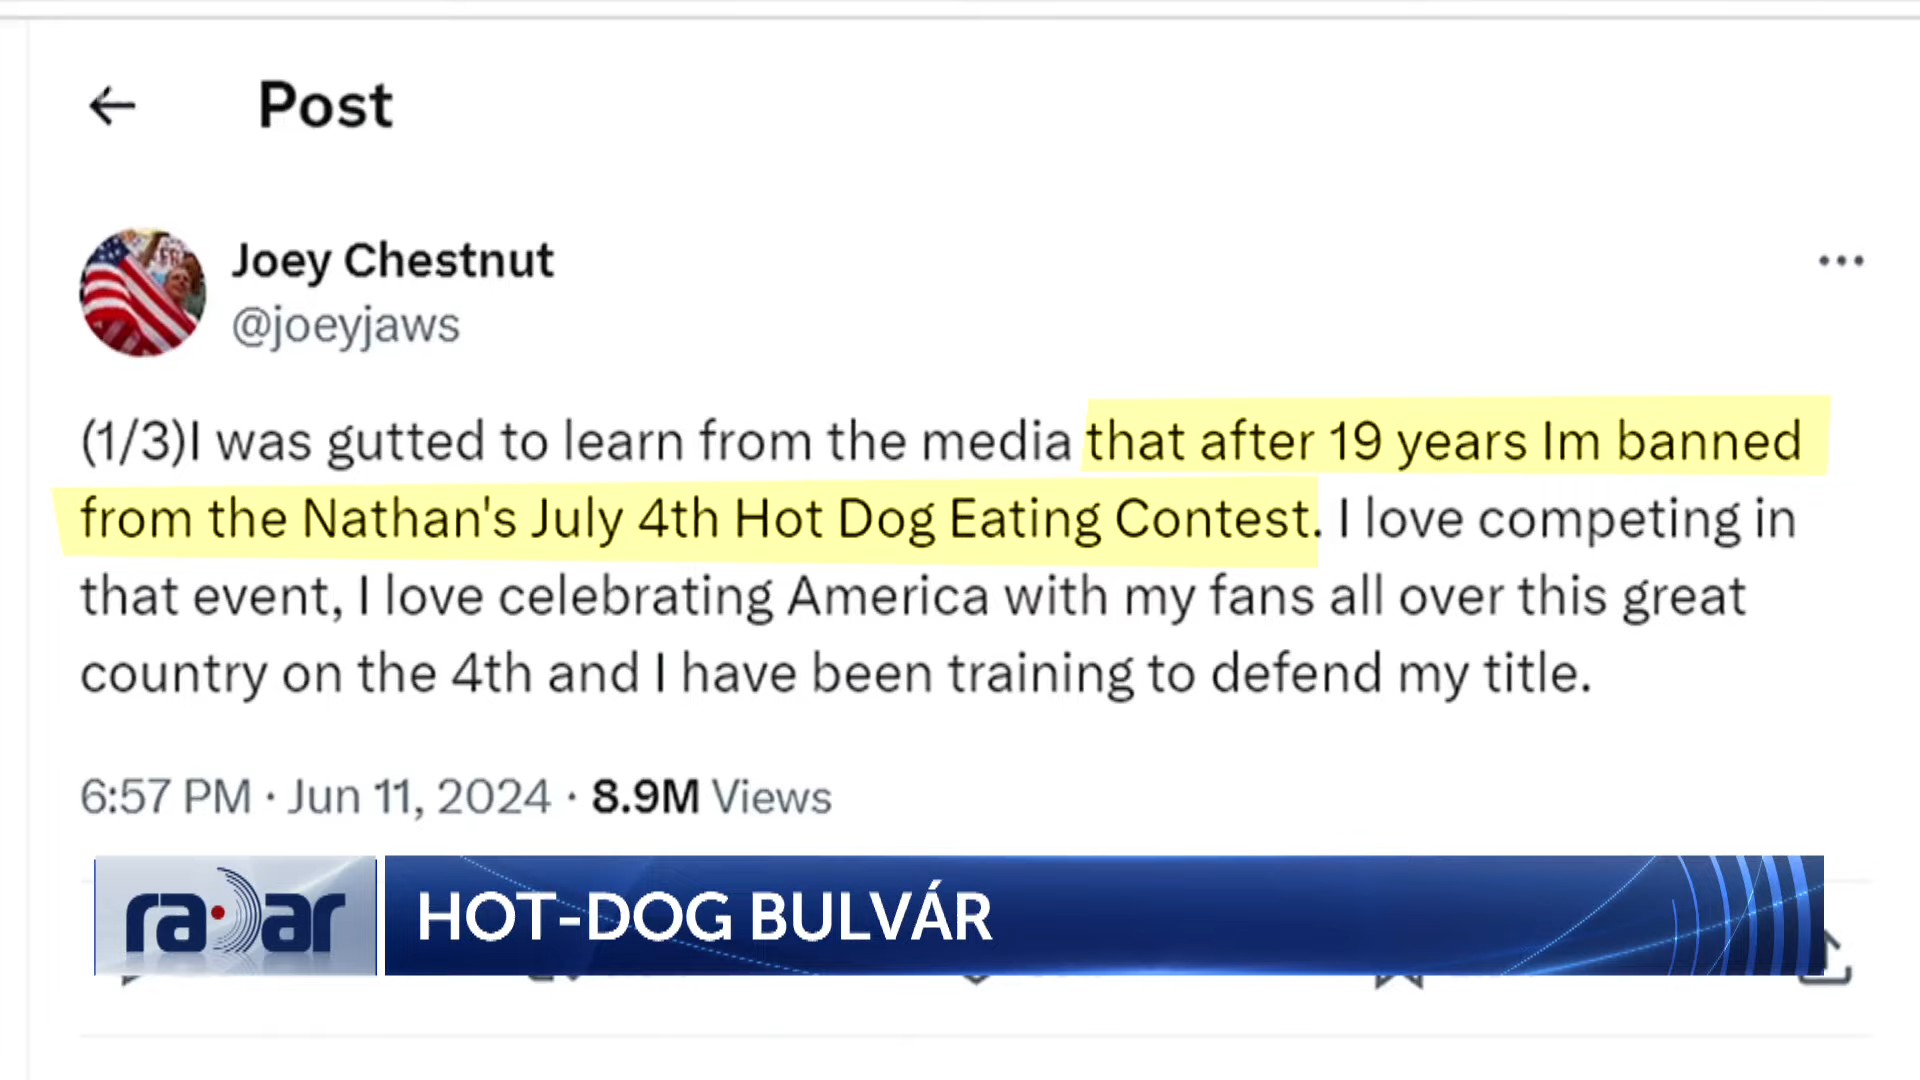 Post
Joey Chestnut
@joeyjaws
(1/3)I was gutted to learn from the media that after 19 years Im banned
from the Nathan's July 4th Hot Dog Eating Contest. I love competing in
that event, I love celebrating America with my fans all over this great
country on the 4th and I have been training to defend my title.
6:57 PM · Jun 11, 2024 · 8.9M Views
radar
HOT-DOG BULVÁR